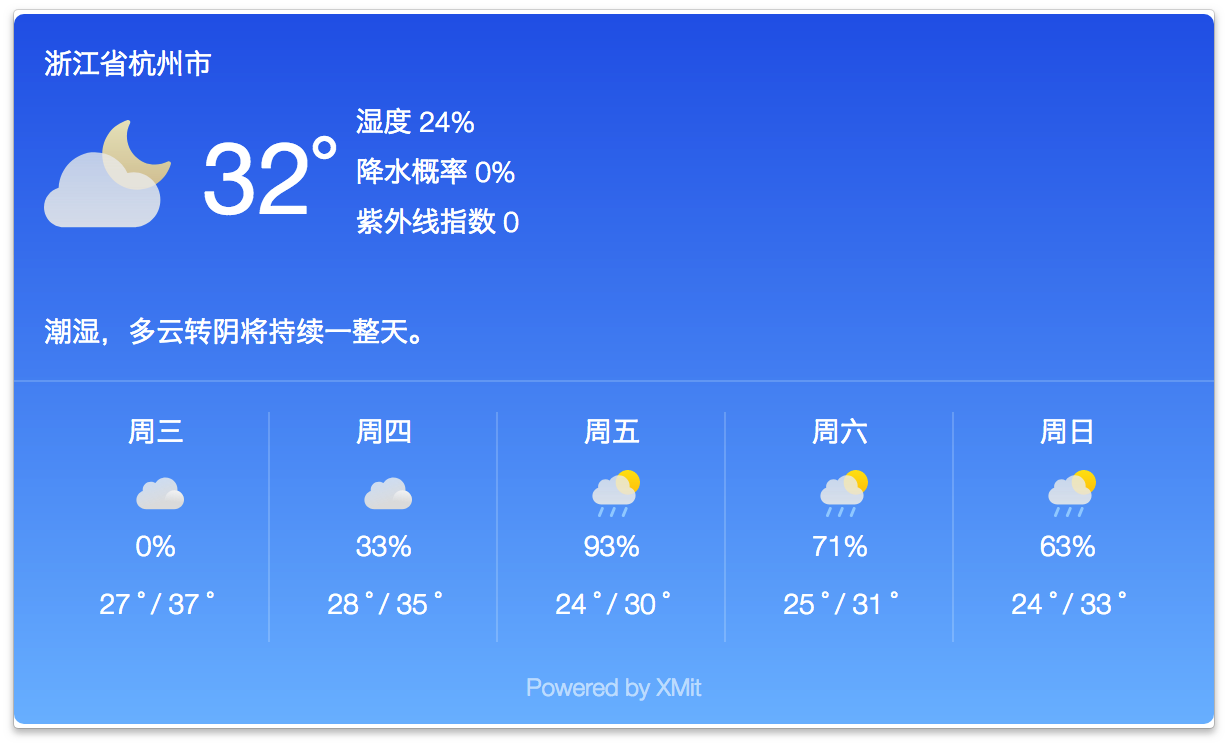 浙江省杭州市
32°
湿度 24%
降水概率 0%
紫外线指数 0
潮湿，多云转阴将持续一整天。
周三
0%
27 ° / 37 °
周四
33%
28 ° / 35 °
周五
93%
24 ° / 30 °
周六
71%
25 ° / 31 °
周日
63%
24 ° / 33 °
Powered by XMit